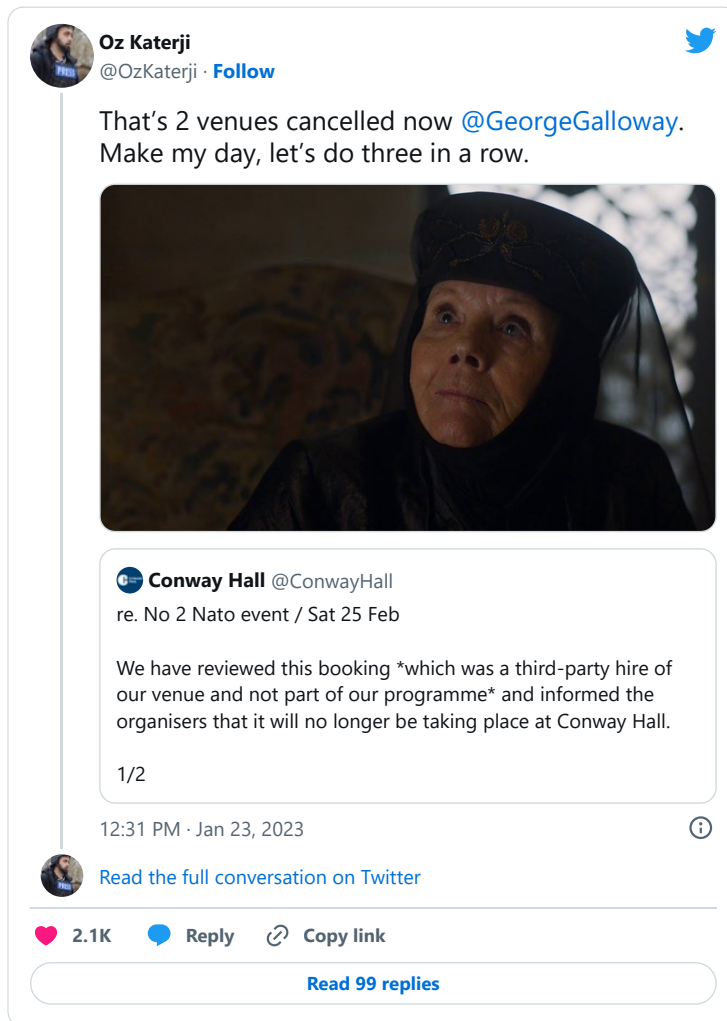 Oz Katerji
@OzKaterji · Follow
That’s 2 venues cancelled now @GeorgeGalloway.
Make my day, let’s do three in a row.
Conway Hall @ConwayHall
re. No 2 Nato event / Sat 25 Feb
We have reviewed this booking *which was a third-party hire of
our venue and not part of our programme* and informed the
organisers that it will no longer be taking place at Conway Hall.
1/2
12:31 PM · Jan 23, 2023
Read the full conversation on Twitter
2.1K Reply Copy link
Read 99 replies